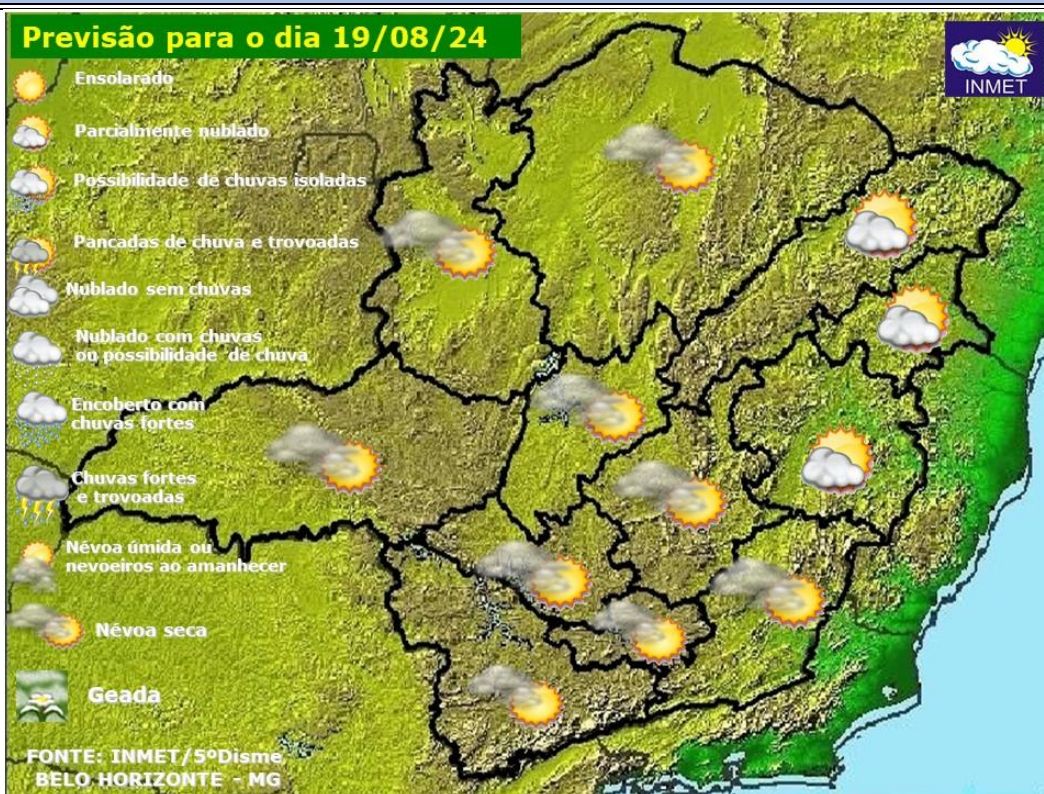 Previsão para o dia 19/08/24
INMET
Ensolarado
Parcialmente nublado
Possibilidade de chuvas isoladas
Pancadas de chuva e trovoadas
Nublado sem chuvas
Nublado com chuvas
ou possibilidade de chuva
Encoberto com
chuvas fortes
Chuvas fortes
e trovoadas
Névoa úmida ou
nevoeiros ao amanhecer
Névoa seca
Geada
FONTE: INMET/5ºDisme
BELO HORIZONTE - MG